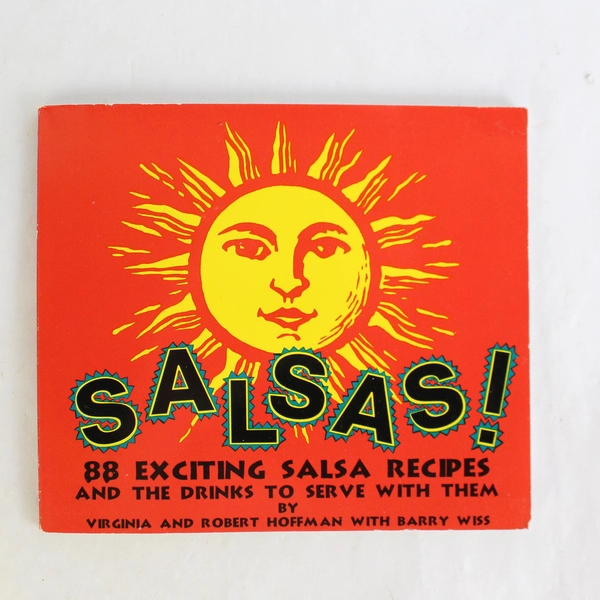 SALSAS!
88 EXCITING SALSA RECIPES
AND THE DRINKS TO SERVE WITH THEM
BY
VIRGINIA AND ROBERT HOFFMAN WITH BARRY WISS